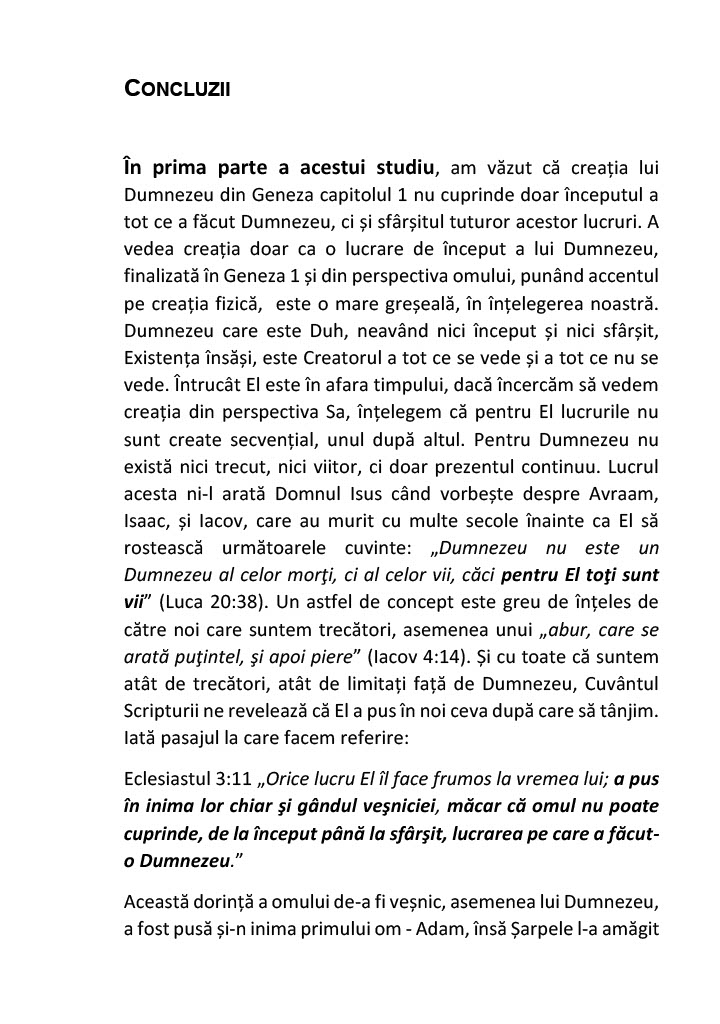 CONCLUZII
În prima parte a acestui studiu, am văzut că creația lui
Dumnezeu din Geneza capitolul 1 nu cuprinde doar începutul a
tot ce a făcut Dumnezeu, ci și sfârșitul tuturor acestor lucruri. A
vedea creația doar ca o lucrare de început a lui Dumnezeu,
finalizată în Geneza 1 și din perspectiva omului, punând accentul
pe creația fizică,  este o mare greșeală, în înțelegerea noastră.
Dumnezeu care este Duh, neavând nici început și nici sfârșit,
Existența însăși, este Creatorul a tot ce se vede și a tot ce nu se
vede. Întrucât El este în afara timpului, dacă încercăm să vedem
creația din perspectiva Sa, înțelegem că pentru El lucrurile nu
sunt create secvențial, unul după altul. Pentru Dumnezeu nu
există nici trecut, nici viitor, ci doar prezentul continuu. Lucrul
acesta ni-l arată Domnul Isus când vorbește despre Avraam,
Isaac, și Iacov, care au murit cu multe secole înainte ca El să
rostească următoarele cuvinte: „Dumnezeu nu este un
Dumnezeu al celor morţi, ci al celor vii, căci pentru El toţi sunt
vii” (Luca 20:38). Un astfel de concept este greu de înțeles de
către noi care suntem trecători, asemenea unui „abur, care se
arată puţintel, şi apoi piere” (Iacov 4:14). Și cu toate că suntem
atât de trecători, atât de limitați față de Dumnezeu, Cuvântul
Scripturii ne revelează că El a pus în noi ceva după care să tânjim.
Iată pasajul la care facem referire:
Eclesiastul 3:11 „Orice lucru El îl face frumos la vremea lui; a pus
în inima lor chiar şi gândul veşniciei, măcar că omul nu poate
cuprinde, de la început până la sfârşit, lucrarea pe care a făcut-
o Dumnezeu.”
Această dorință a omului de-a fi veșnic, asemenea lui Dumnezeu,
a fost pusă și-n inima primului om - Adam, însă Șarpele l-a amăgit